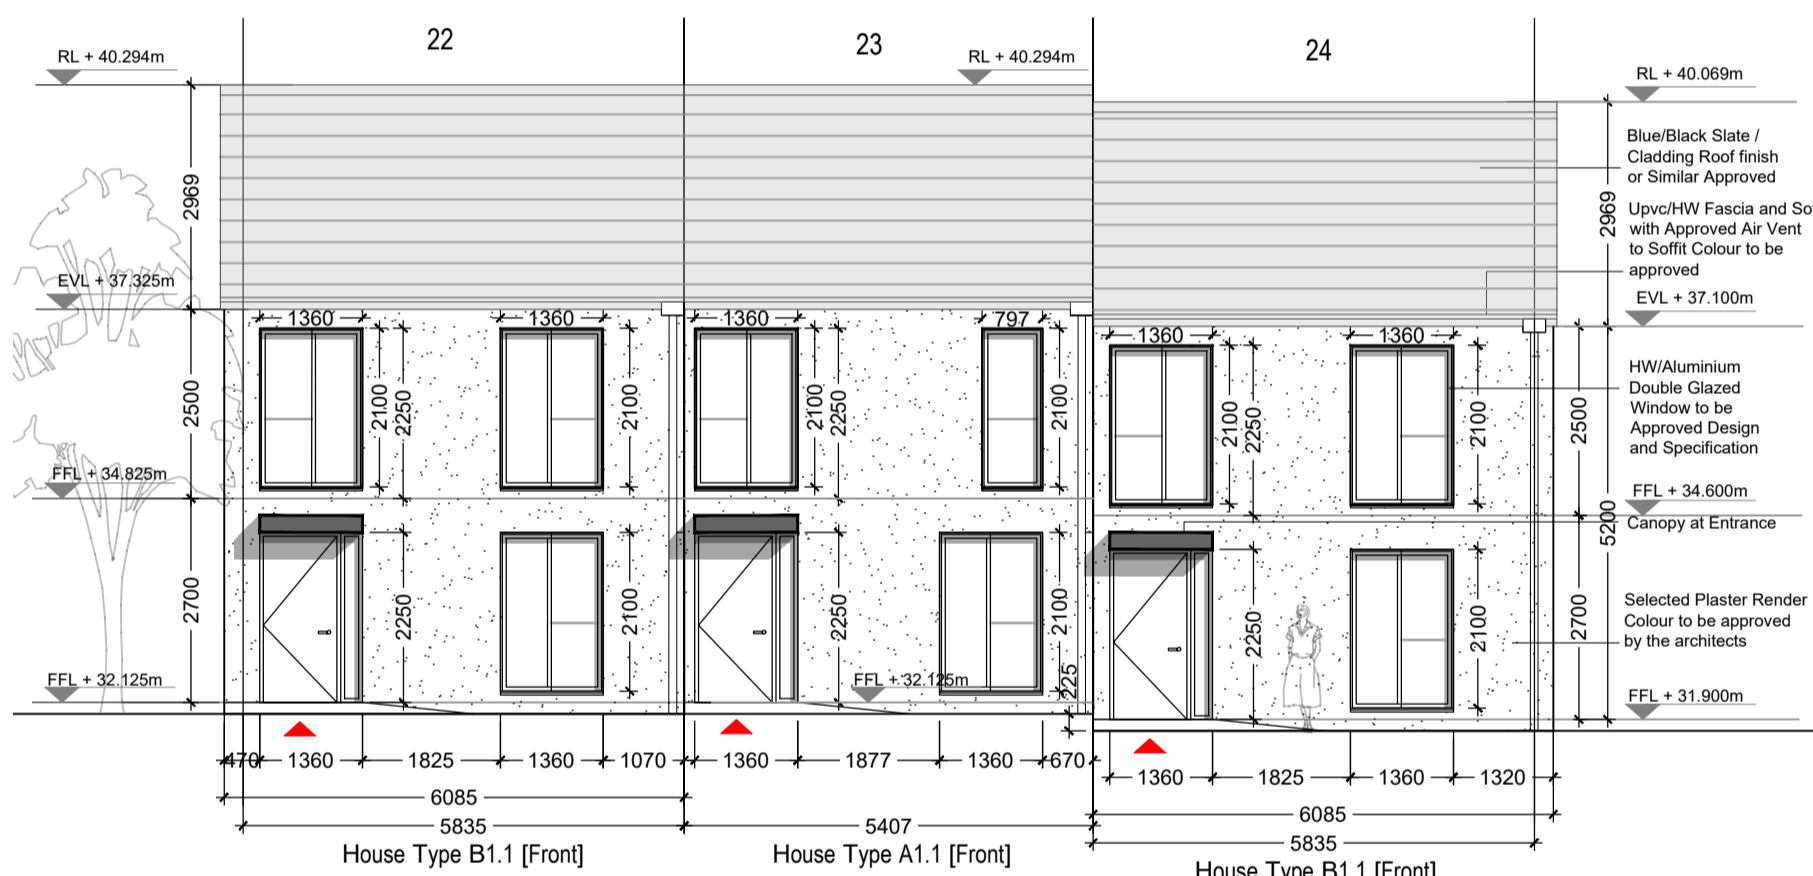 22
23
24
RL + 40.294m
RL + 40.294m
RL + 40.069m
Blue/Black Slate /
Cladding Roof finish
or Similar Approved
2969
2969
Upvc/HW Fascia and So
with Approved Air Vent
to Soffit Colour to be
approved
EVL + 37.325m
EVL + 37.100m
1360
1360
1360
797
1360
1360
HW/Aluminium
Double Glazed
Window to be
Approved Design
and Specification
2500
2100
2250
2100
2100
2250
2100
2100
2250
2100
2500
FFL + 34.825m
FFL + 34.600m
5200
Canopy at Entrance
2700
2250
2100
2250
2100
2250
2100
2700
Selected Plaster Render
Colour to be approved
by the architects
FFL + 32.125m
FFL + 32.125m
225
FFL + 31.900m
470
1360
1825
1360
1070
1360
1877
1360
670
1360
1825
1360
1320
6085
6085
5835
5407
5835
House Type B1.1 [Front]
House Type A1.1 [Front]
House Type B1.1 [Front]